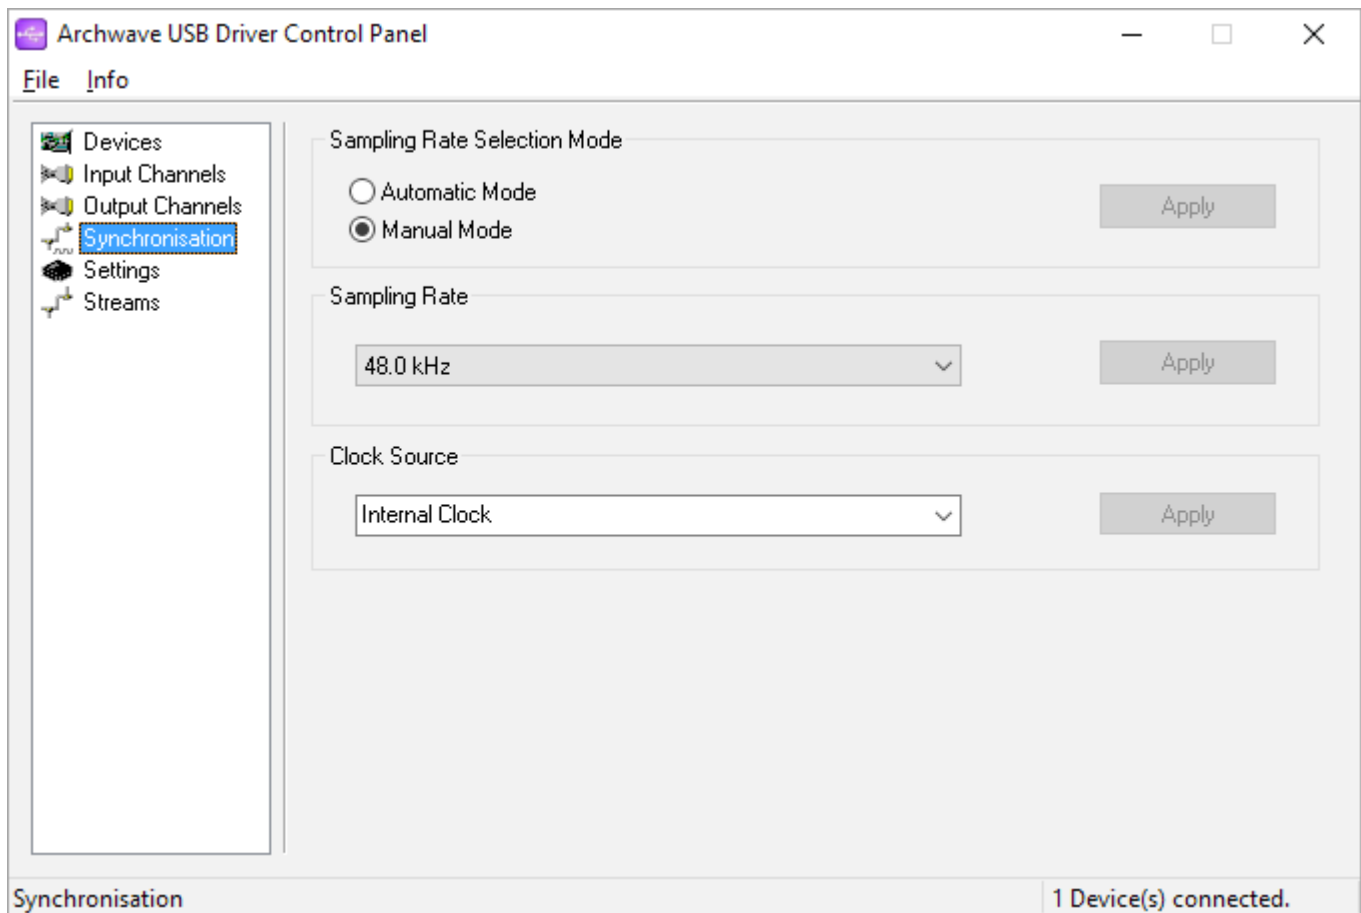 Archwave USB Driver Control Panel
File Info
Devices
Input Channels
Output Channels
Synchronisation
Settings
Streams
Sampling Rate Selection Mode
Automatic Mode
Manual Mode
Apply
Sampling Rate
48.0 kHz
Apply
Clock Source
Internal Clock
Apply
Synchronisation
1 Device(s) connected.